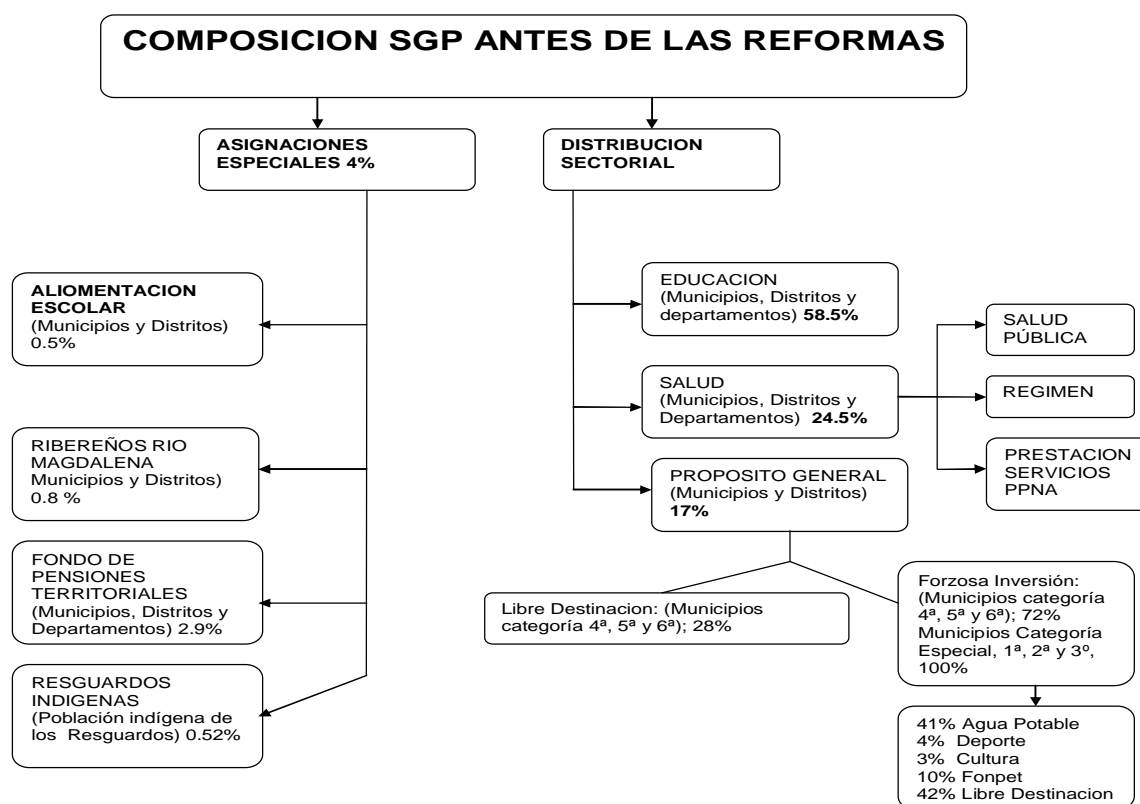 COMPOSICION SGP ANTES DE LAS REFORMAS
ASIGNACIONES
ESPECIALES 4%
DISTRIBUCION
SECTORIAL
ALIOMENTACION
ESCOLAR
(Municipios y Distritos)
0.5%
RIBEREÑOS RIO
MAGDALENA
Municipios y Distritos)
0.8 %
FONDO DE
PENSIONES
TERRITORIALES
(Municipios, Distritos y
Departamentos) 2.9%
RESGUARDOS
INDIGENAS
(Población indígena de
los Resguardos) 0.52%
EDUCACION
(Municipios, Distritos y
departamentos) 58.5%
SALUD
(Municipios, Distritos y
Departamentos) 24.5%
PROPOSITO GENERAL
(Municipios y Distritos)
17%
SALUD
PÚBLICA
REGIMEN
PRESTACION
SERVICIOS
PPNA
Libre Destinacion: (Municipios
categoría 4ª, 5ª y 6ª); 28%
Forzosa Inversión:
(Municipios categoría
4ª, 5ª y 6ª); 72%
Municipios Categoría
Especial, 1ª, 2ª y 3º,
100%
41% Agua Potable
4% Deporte
3% Cultura
10% Fonpet
42% Libre Destinacion